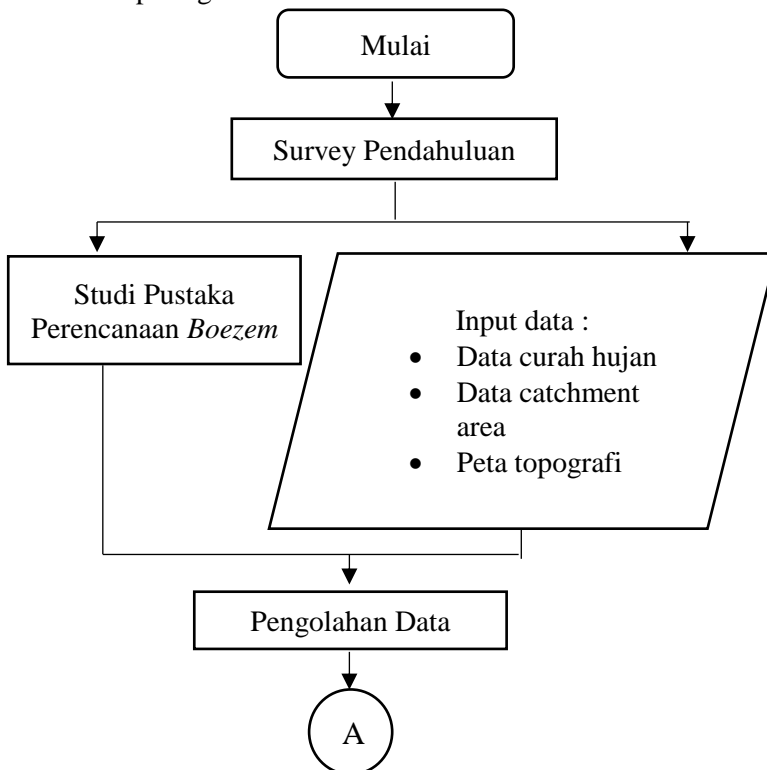 Mulai
Survey Pendahuluan
Studi Pustaka
Perencanaan Boezem
Input data :
• Data curah hujan
• Data catchment
area
• Peta topografi
Pengolahan Data
A